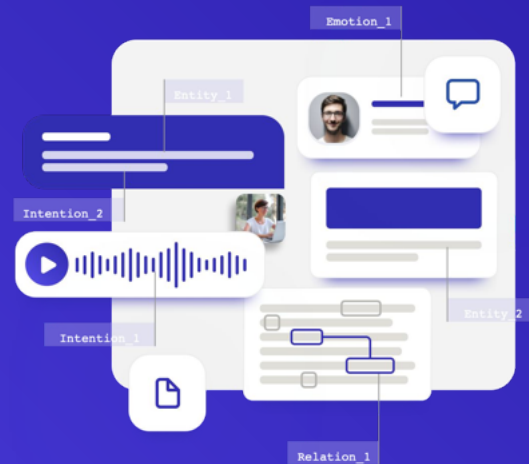 Emotion_1
Entity_1
Intention_2
Entity_2
Intention_1
Relation_1